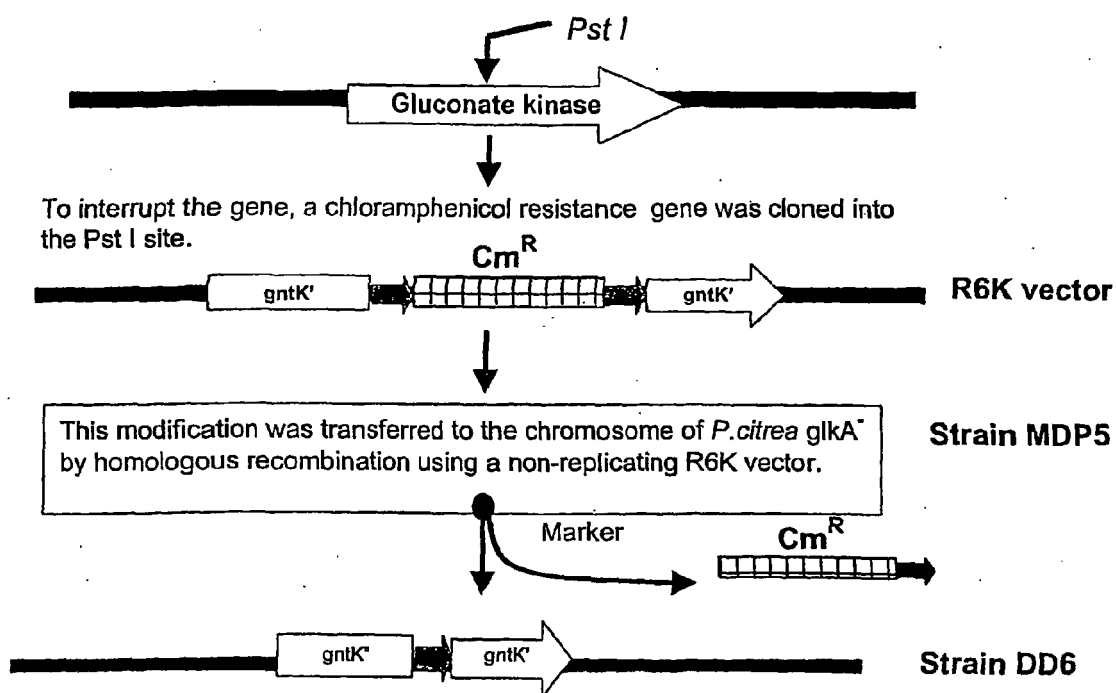 Pst I
Gluconate kinase
To interrupt the gene, a chloramphenicol resistance gene was cloned into
the Pst I site.
CmR
gntK'
gntK'
R6K vector
This modification was transferred to the chromosome of P.citrea glkA-
by homologous recombination using a non-replicating R6K vector.
Strain MDP5
Marker
CmR
gntK'
gntK'
Strain DD6